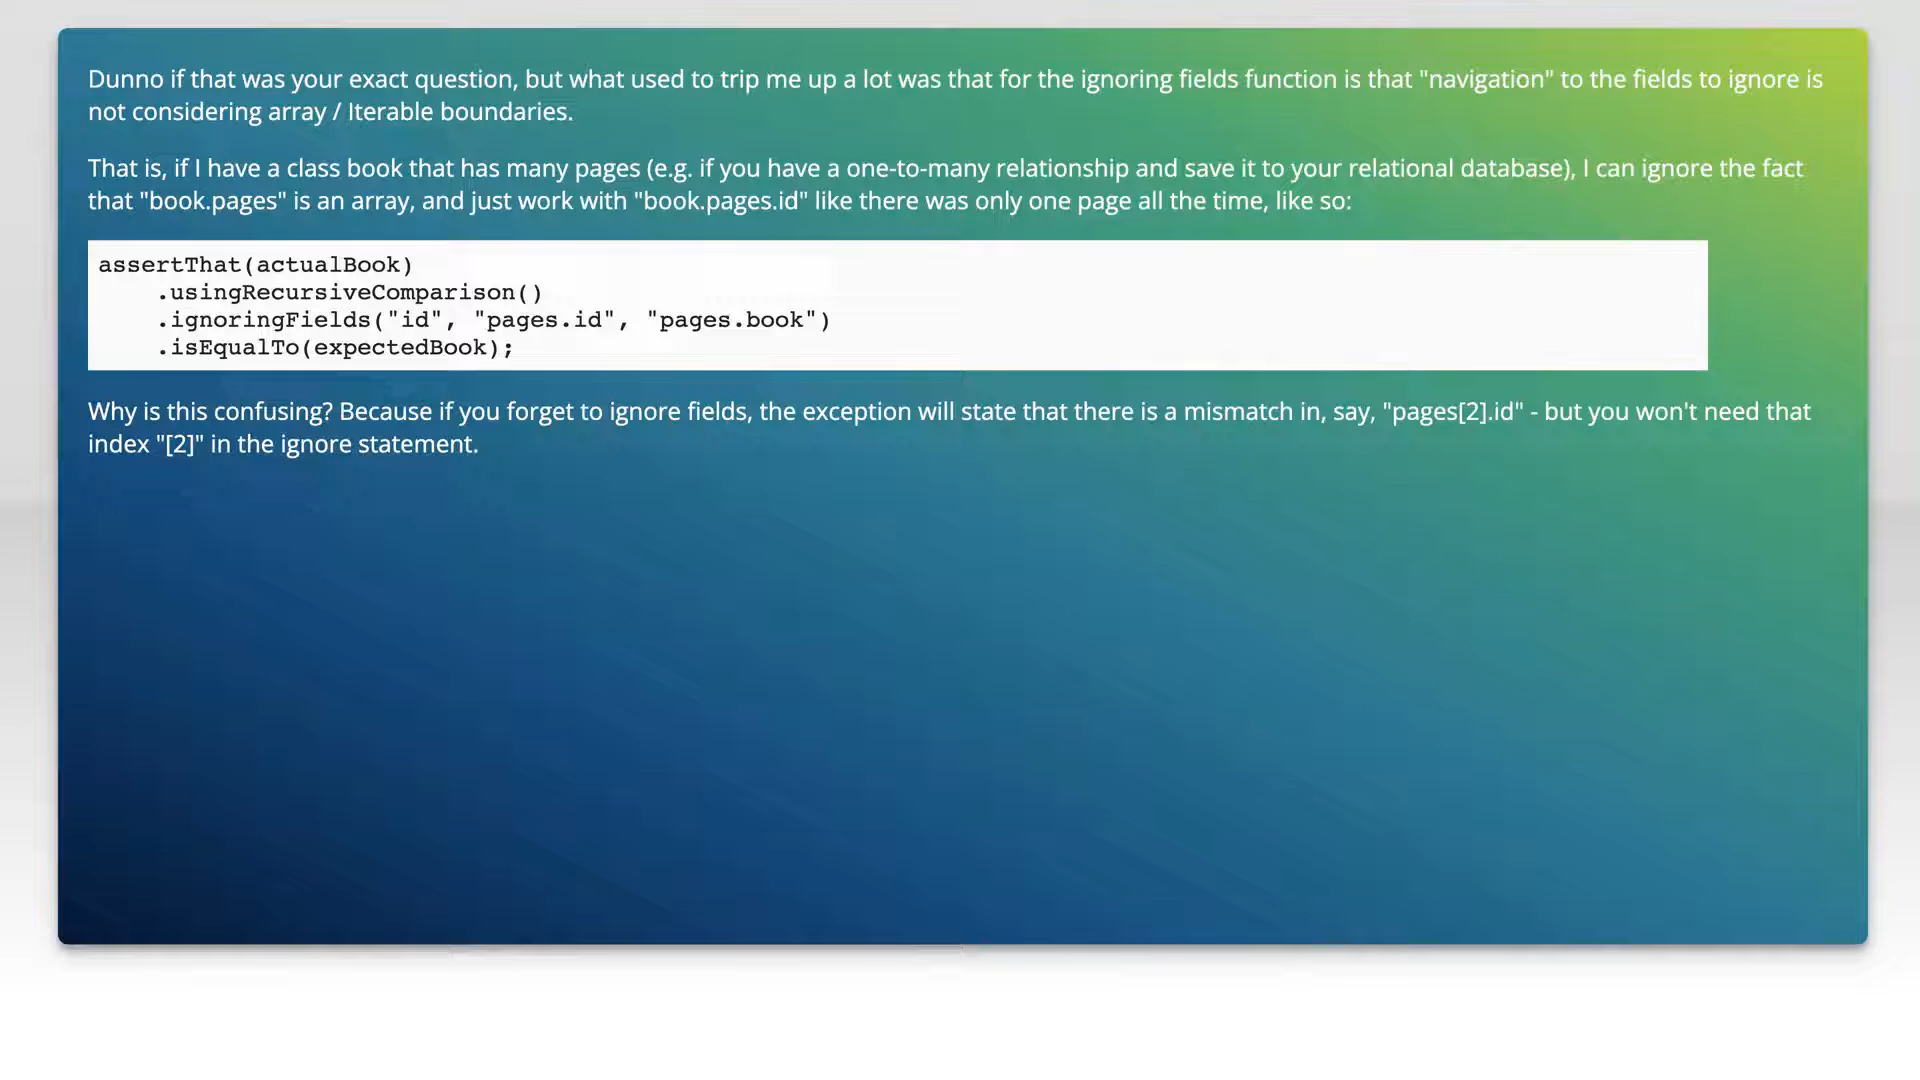 Dunno if that was your exact question, but what used to trip me up a lot was that for the ignoring fields function is that "navigation" to the fields to ignore is
not considering array / Iterable boundaries.
That is, if I have a class book that has many pages (e.g. if you have a one-to-many relationship and save it to your relational database), I can ignore the fact
that "book.pages" is an array, and just work with "book.pages.id" like there was only one page all the time, like so:
assertThat(actualBook)
    .usingRecursiveComparison()
    .ignoringFields("id", "pages.id", "pages.book")
    .isEqualTo(expectedBook);
Why is this confusing? Because if you forget to ignore fields, the exception will state that there is a mismatch in, say, "pages[2].id" - but you won't need that
index "[2]" in the ignore statement.